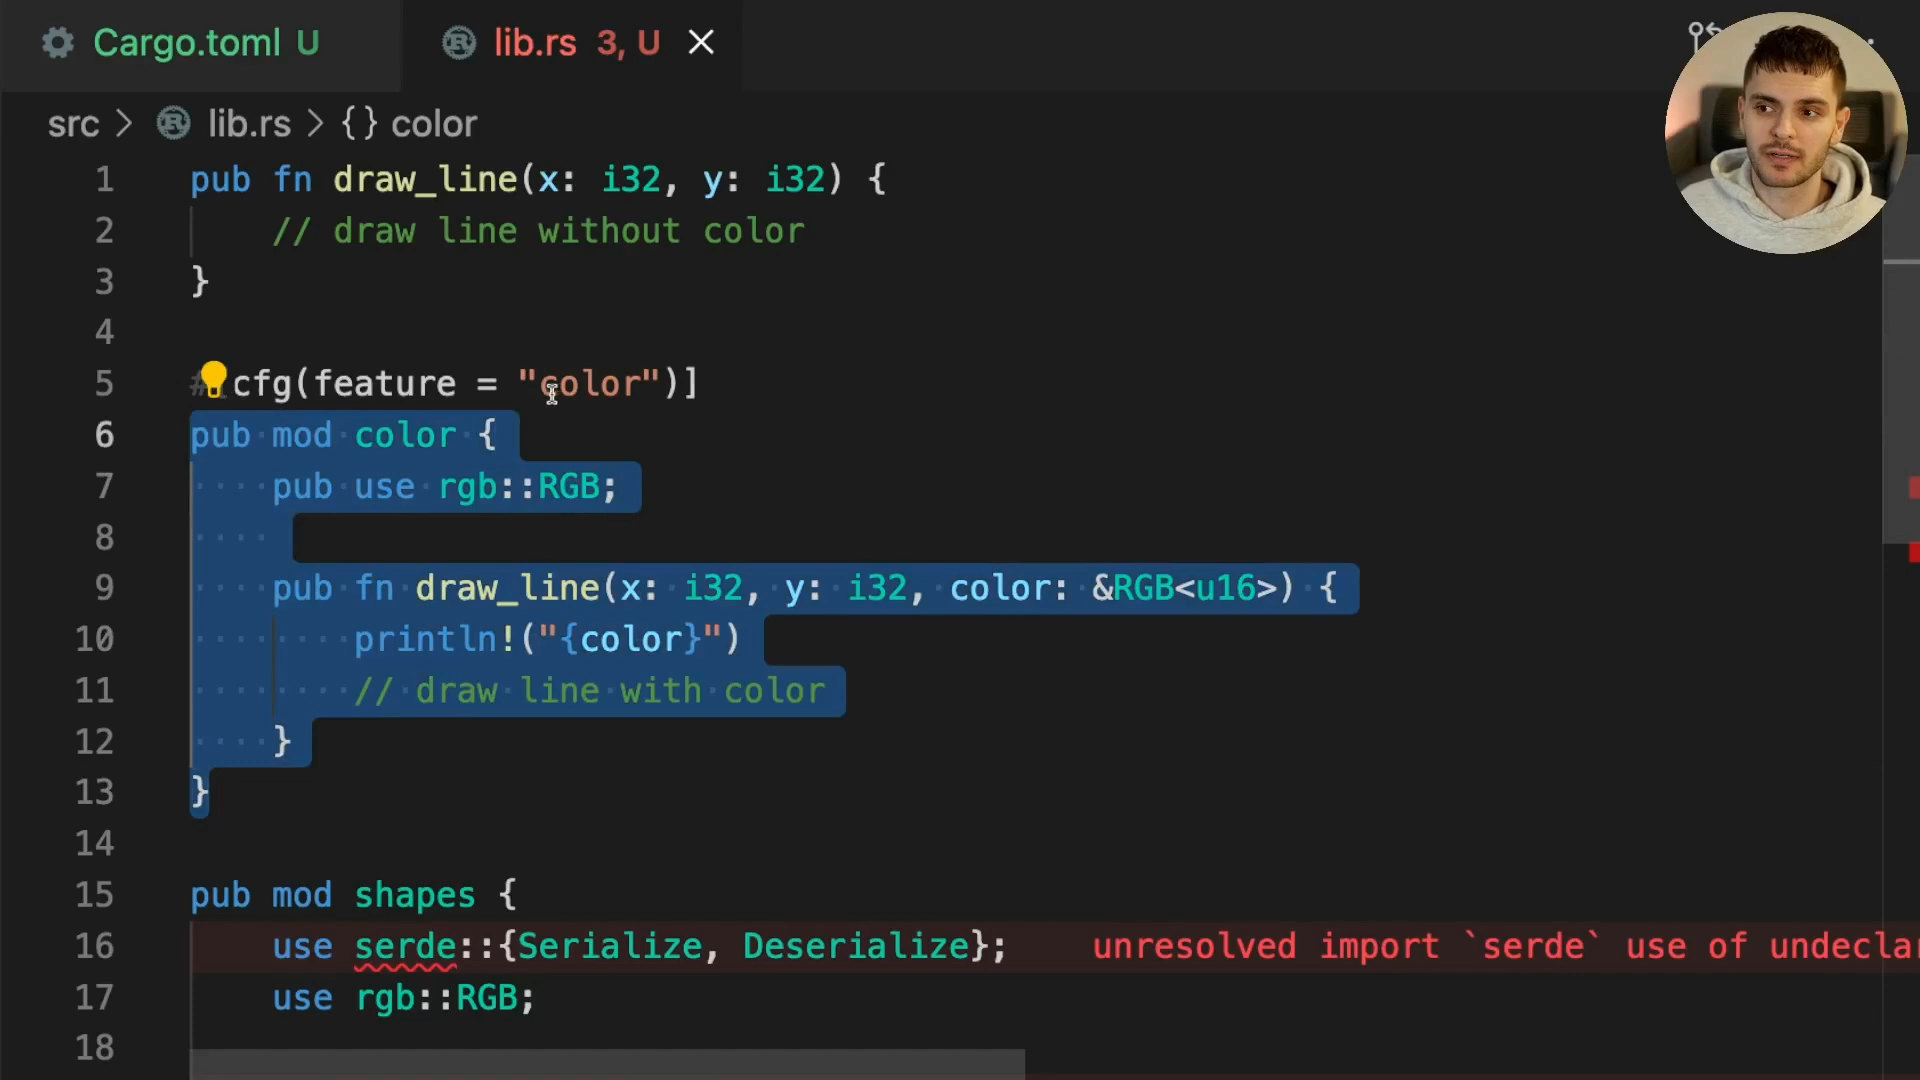 Cargo.toml U
lib.rs 3, U
src > lib.rs > {} color
1 pub fn draw_line(x: i32, y: i32) {
2 // draw line without color
3 }
4
5 #[cfg(feature = "color")]
6 pub mod color {
7 pub use rgb::RGB;
8
9 pub fn draw_line(x: i32, y: i32, color: &RGB<u16>) {
10 println!("{color}")
11 // draw line with color
12 }
13 }
14
15 pub mod shapes {
16 use serde::{Serialize, Deserialize}; unresolved import `serde` use of undecla
17 use rgb::RGB;
18